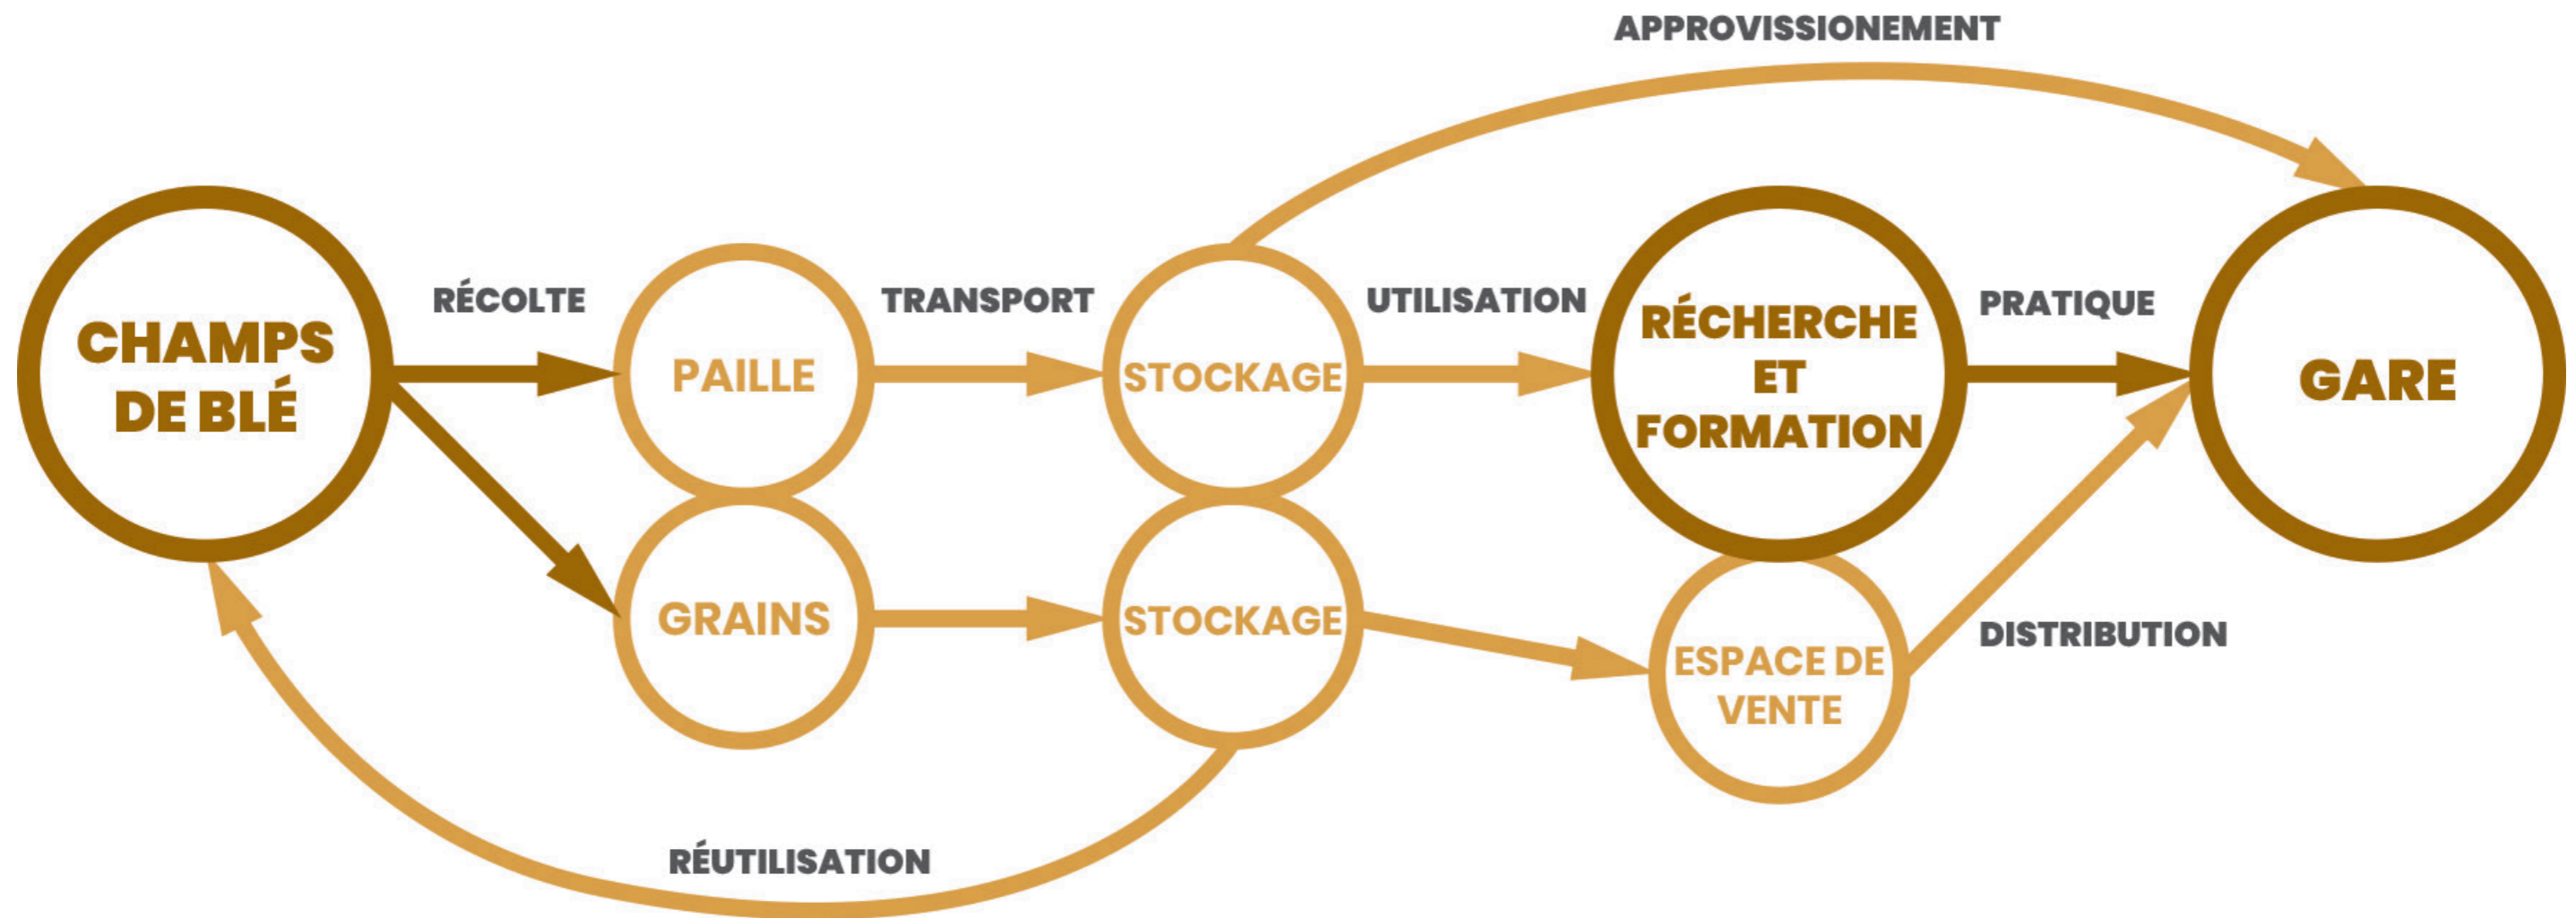 APPROVISSIONEMENT
RÉCOLTE
TRANSPORT
UTILISATION
PRATIQUE
CHAMPS
DE BLÉ
PAILLE
STOCKAGE
RÉCHERCHE
ET
FORMATION
GARE
GRAINS
STOCKAGE
ESPACE DE
VENTE
DISTRIBUTION
RÉUTILISATION